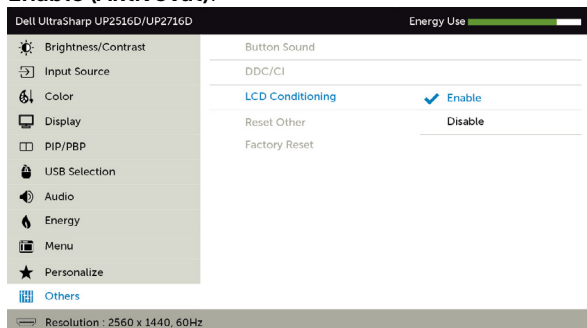 Dell UltraSharp UP2516D/UP2716D Energy Use
Brightness/Contrast Button Sound
Input Source DDC/CI
Color LCD Conditioning Enable
Display Reset Other Disable
PIP/PBP Factory Reset
USB Selection
Audio
Energy
Menu
Personalize
Others
Resolution : 2560 x 1440, 60Hz